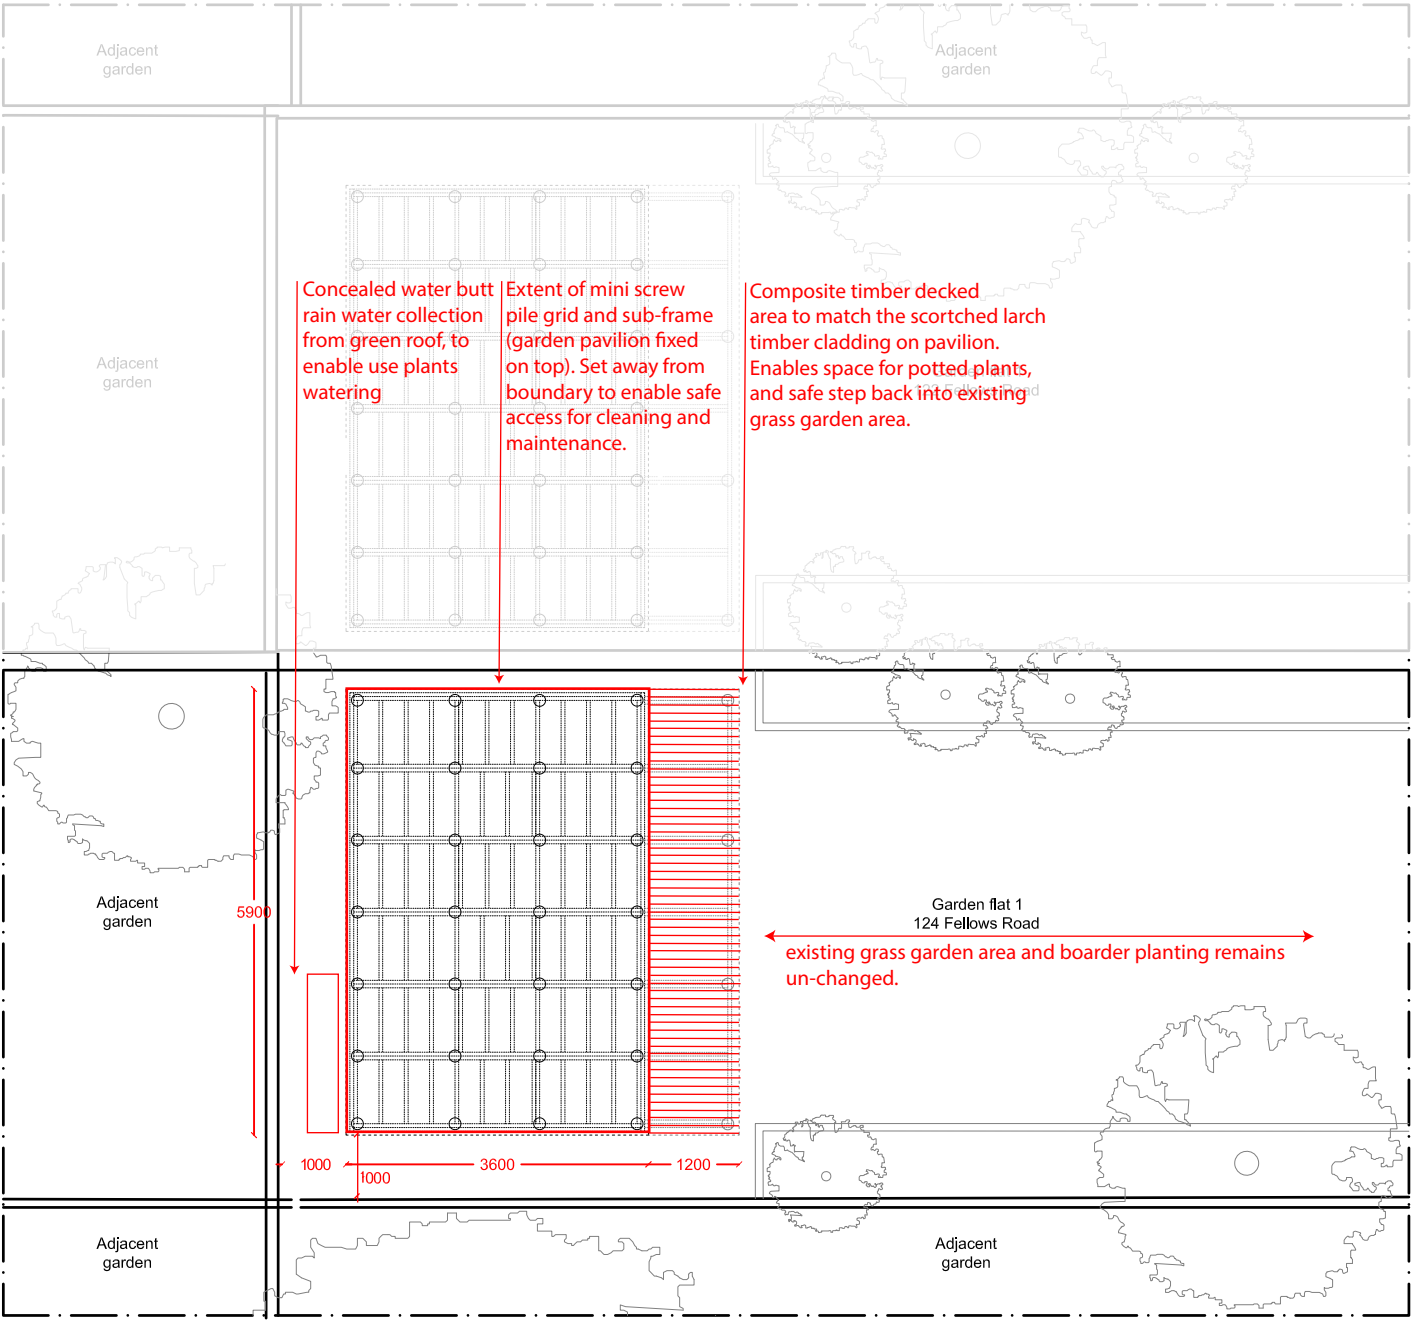 Adjacent
garden
Adjacent
garden
Concealed water butt
rain water collection
from green roof, to
enable use plants
watering
Extent of mini screw
pile grid and sub-frame
(garden pavilion fixed
on top). Set away from
boundary to enable safe
access for cleaning and
maintenance.
Composite timber decked
area to match the scortched larch
timber cladding on pavilion.
Enables space for potted plants,
and safe step back into existing
grass garden area.
Adjacent
garden
Fellows Road
Adjacent
garden
5900
Garden flat 1
124 Fellows Road
existing grass garden area and boarder planting remains
un-changed.
1000
3600
1200
1000
Adjacent
garden
Adjacent
garden